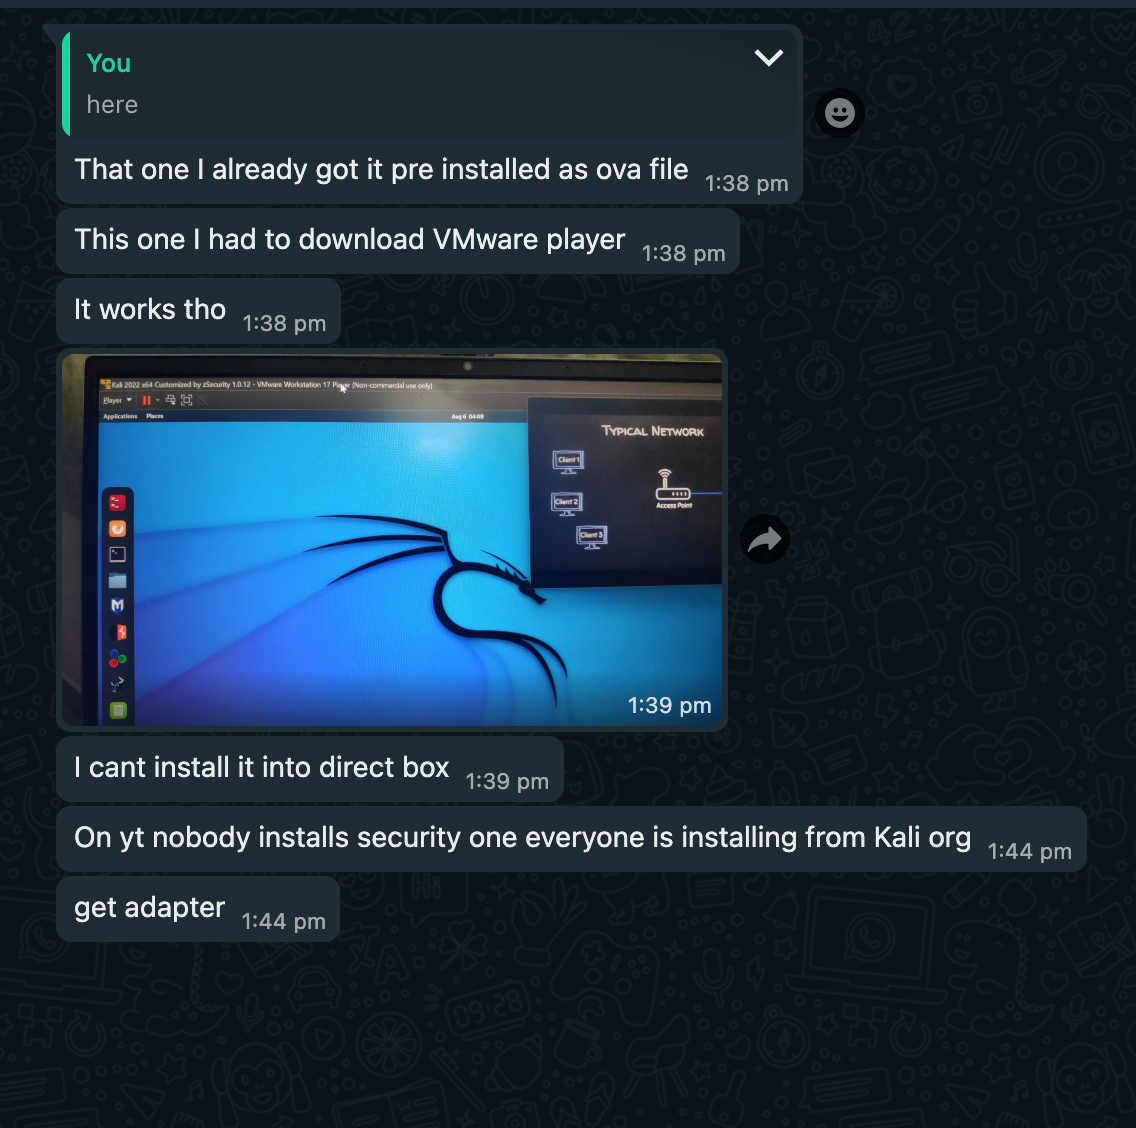 You
here
That one I already got it pre installed as ova file 1:38 pm
This one I had to download VMware player 1:38 pm
It works tho 1:38 pm
Kali 2022 x64 Customized by zSecurity 1.0.12 - VMware Workstation 17 Player (Non-commercial use only)
Player
Applications Places Aug 6 04:09
TYPICAL NETWORK
Client 1
Client 2
Access Point
Client 3
1:39 pm
I cant install it into direct box 1:39 pm
On yt nobody installs security one everyone is installing from Kali org 1:44 pm
get adapter 1:44 pm